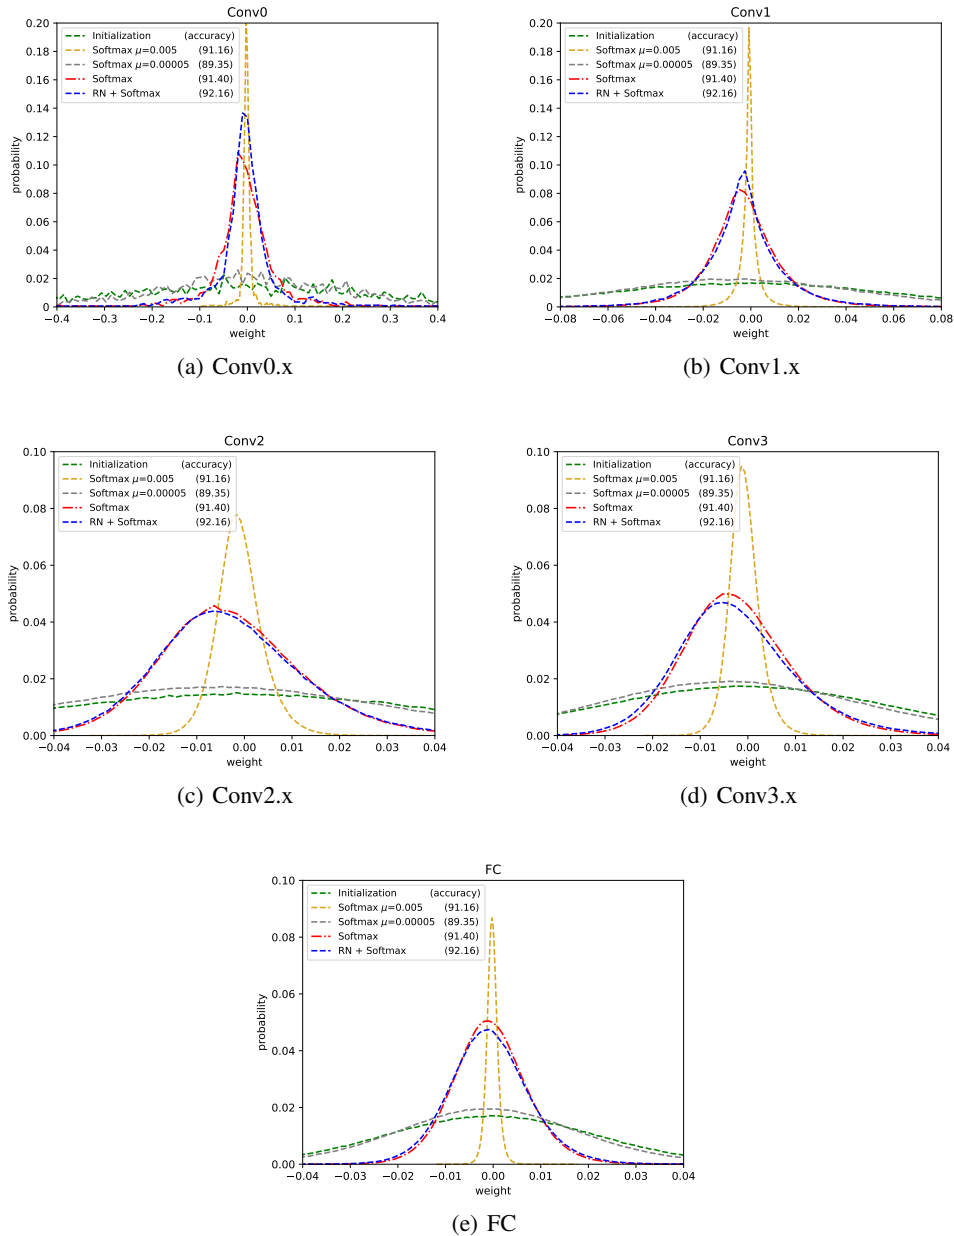 Conv0
0.20
0.18
0.16
0.14
0.12
0.10
0.08
0.06
0.04
0.02
0.00
probability
Initialization (accuracy)
Softmax μ=0.005 (91.16)
Softmax μ=0.00005 (89.35)
Softmax (91.40)
RN + Softmax (92.16)
−0.4 −0.3 −0.2 −0.1 0.0 0.1 0.2 0.3 0.4
weight
(a) Conv0.x
Conv1
0.20
0.18
0.16
0.14
0.12
0.10
0.08
0.06
0.04
0.02
0.00
probability
Initialization (accuracy)
Softmax μ=0.005 (91.16)
Softmax μ=0.00005 (89.35)
Softmax (91.40)
RN + Softmax (92.16)
−0.08 −0.06 −0.04 −0.02 0.00 0.02 0.04 0.06 0.08
weight
(b) Conv1.x
Conv2
0.10
0.08
0.06
0.04
0.02
0.00
probability
Initialization (accuracy)
Softmax μ=0.005 (91.16)
Softmax μ=0.00005 (89.35)
Softmax (91.40)
RN + Softmax (92.16)
−0.04 −0.03 −0.02 −0.01 0.00 0.01 0.02 0.03 0.04
weight
(c) Conv2.x
Conv3
0.10
0.08
0.06
0.04
0.02
0.00
probability
Initialization (accuracy)
Softmax μ=0.005 (91.16)
Softmax μ=0.00005 (89.35)
Softmax (91.40)
RN + Softmax (92.16)
−0.04 −0.03 −0.02 −0.01 0.00 0.01 0.02 0.03 0.04
weight
(d) Conv3.x
FC
0.10
0.08
0.06
0.04
0.02
0.00
probability
Initialization (accuracy)
Softmax μ=0.005 (91.16)
Softmax μ=0.00005 (89.35)
Softmax (91.40)
RN + Softmax (92.16)
−0.04 −0.03 −0.02 −0.01 0.00 0.01 0.02 0.03 0.04
weight
(e) FC